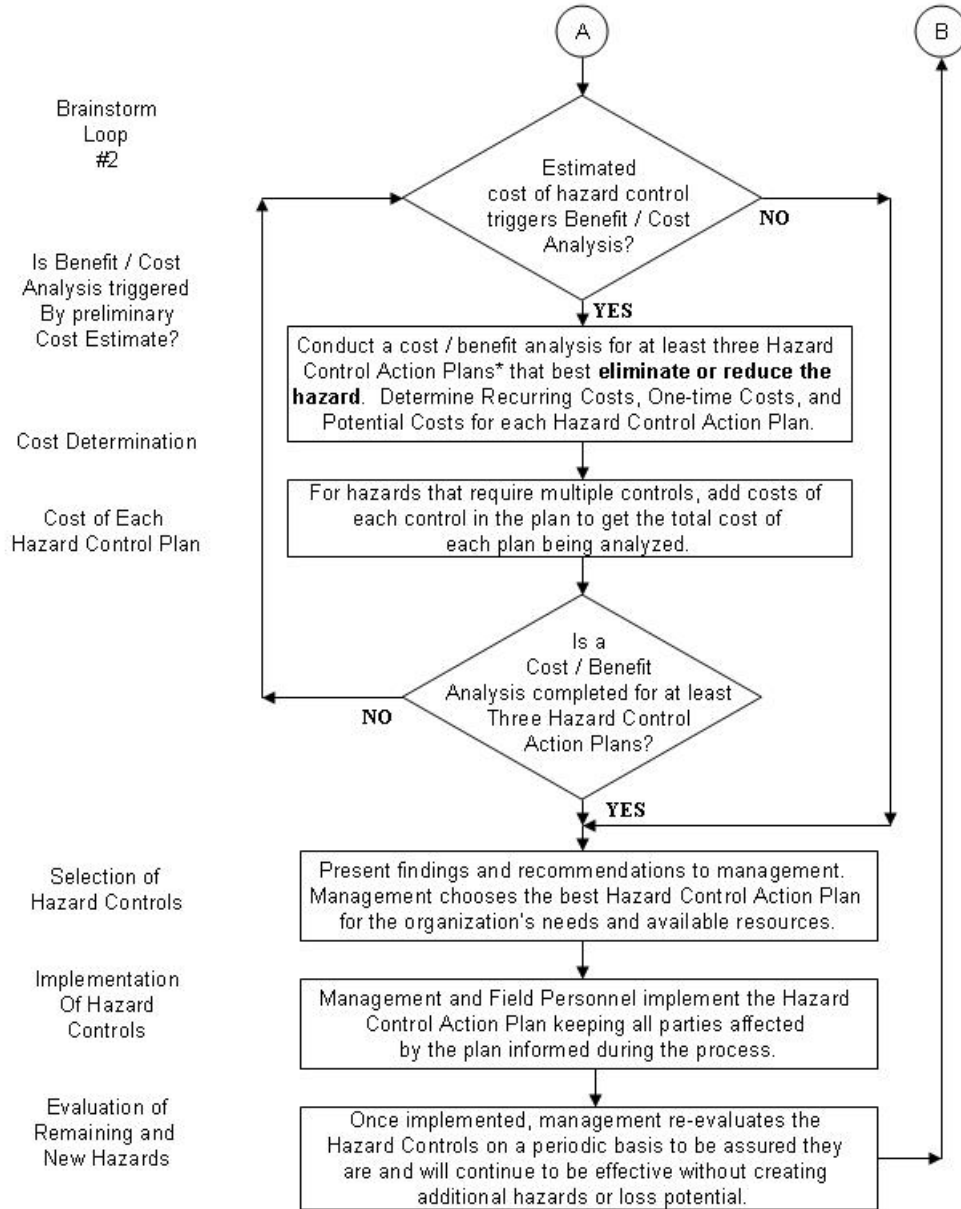 A
B
Brainstorm
Loop
#2
Estimated
cost of hazard control
triggers Benefit / Cost
Analysis?
NO
Is Benefit / Cost
Analysis triggered
By preliminary
Cost Estimate?
YES
Conduct a cost / benefit analysis for at least three Hazard
Control Action Plans* that best eliminate or reduce the
hazard. Determine Recurring Costs, One-time Costs, and
Potential Costs for each Hazard Control Action Plan.
Cost Determination
For hazards that require multiple controls, add costs of
each control in the plan to get the total cost of
each plan being analyzed.
Cost of Each
Hazard Control Plan
Is a
Cost / Benefit
Analysis completed for at least
Three Hazard Control
Action Plans?
NO
YES
Selection of
Hazard Controls
Present findings and recommendations to management.
Management chooses the best Hazard Control Action Plan
for the organization's needs and available resources.
Implementation
Of Hazard
Controls
Management and Field Personnel implement the Hazard
Control Action Plan keeping all parties affected
by the plan informed during the process.
Evaluation of
Remaining and
New Hazards
Once implemented, management re-evaluates the
Hazard Controls on a periodic basis to be assured they
are and will continue to be effective without creating
additional hazards or loss potential.